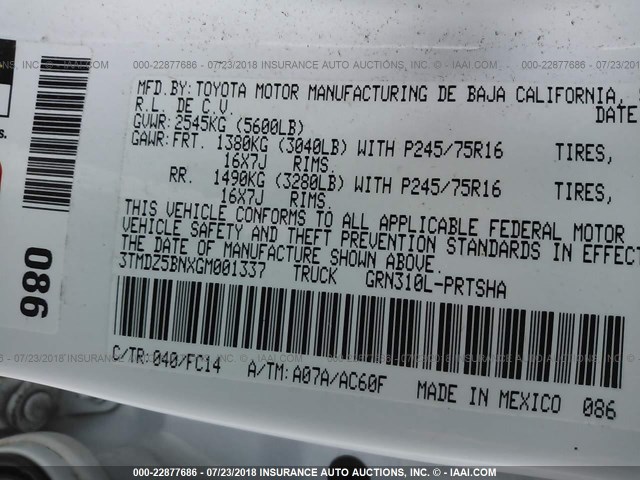 000-22877686 - 07/23/2018 INSURANCE AUTO AUCTIONS, INC. - © IAAI.COM
MFD.BY:TOYOTA MOTOR MANUFACTURING DE BAJA CALIFORNIA,
R.L. DE C.V. DATE
GVWR:2545KG (5600LB)
GAWR:FRT. 1380KG (3040LB) WITH P245/75R16 TIRES,
16X7J RIMS.
RR. 1490KG (3280LB) WITH P245/75R16 TIRES,
16X7J RIMS.
THIS VEHICLE CONFORMS TO ALL APPLICABLE FEDERAL MOTOR
VEHICLE SAFETY AND THEFT PREVENTION STANDARDS IN EFFECT
THE DATE OF MANUFACTURE SHOWN ABOVE.
3TMDZ5BNXGM001337 TRUCK GRN310L-PRTSHA
C/TR:040/FC14 A/TM:A07A/AC60F MADE IN MEXICO 086
086
000-22877686 - 07/23/2018 INSURANCE AUTO AUCTIONS, INC. - © IAAI.COM